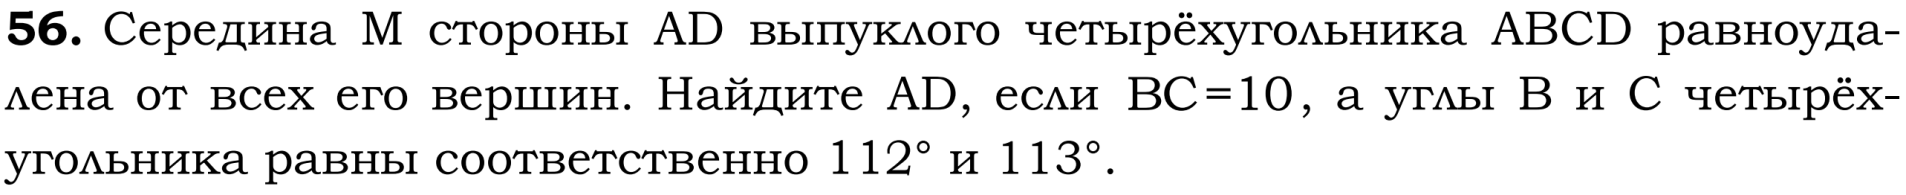 56. Середина M стороны AD выпуклого четырёхугольника ABCD равноуда-
лена от всех его вершин. Найдите AD, если BC=10, а углы B и C четырёх-
угольника равны соответственно 112° и 113°.